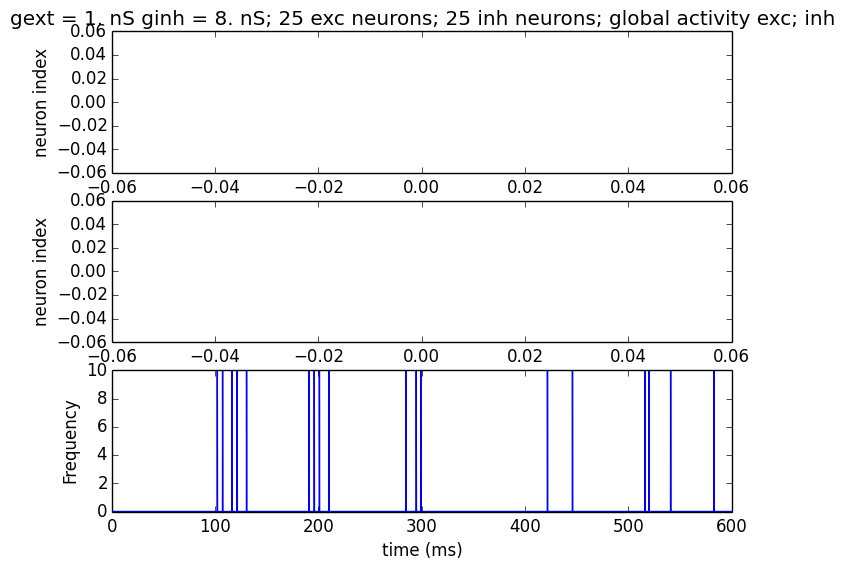 gext = 1. nS ginh = 8. nS; 25 exc neurons; 25 inh neurons; global activity exc; inh
0.06
0.04
0.02
0.00
−0.02
−0.04
−0.06
neuron index
−0.06 −0.04 −0.02 0.00 0.02 0.04 0.06
0.06
0.04
0.02
0.00
−0.02
−0.04
−0.06
neuron index
−0.06 −0.04 −0.02 0.00 0.02 0.04 0.06
10
8
6
4
2
0
Frequency
0 100 200 300 400 500 600
time (ms)